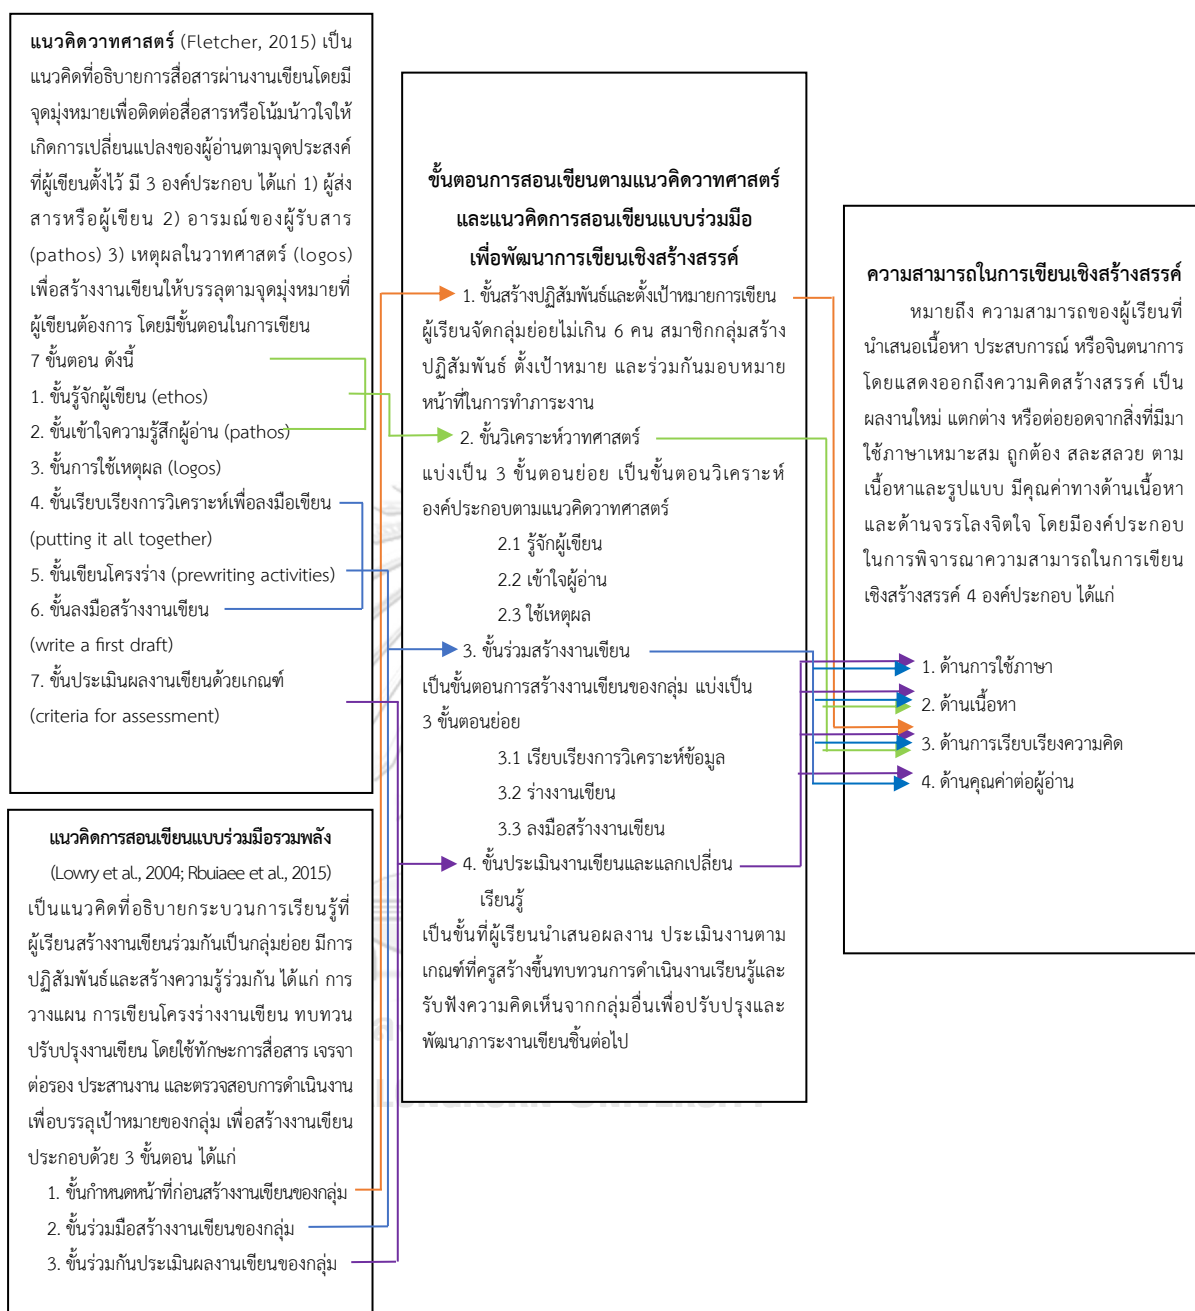 แนวคิดวาทศาสตร์ (Fletcher, 2015) เป็น
แนวคิดที่อธิบายการสื่อสารผ่านงานเขียนโดยมี
จุดมุ่งหมายเพื่อติดต่อสื่อสารหรือโน้มน้าวใจให้
เกิดการเปลี่ยนแปลงของผู้อ่านตามจุดประสงค์
ที่ผู้เขียนตั้งไว้ มี 3 องค์ประกอบ ได้แก่ 1) ผู้ส่ง
สารหรือผู้เขียน 2) อารมณ์ของผู้รับสาร
(pathos) 3) เหตุผลในวาทศาสตร์ (logos)
เพื่อสร้างงานเขียนให้บรรลุตามจุดมุ่งหมายที่
ผู้เขียนต้องการ โดยมีขั้นตอนในการเขียน
7 ขั้นตอน ดังนี้
1. ขั้นรู้จักผู้เขียน (ethos)
2. ขั้นเข้าใจความรู้สึกผู้อ่าน (pathos)
3. ขั้นการใช้เหตุผล (logos)
4. ขั้นเรียบเรียงการวิเคราะห์เพื่อลงมือเขียน
(putting it all together)
5. ขั้นเขียนโครงร่าง (prewriting activities)
6. ขั้นลงมือสร้างงานเขียน
(write a first draft)
7. ขั้นประเมินผลงานเขียนด้วยเกณฑ์
(criteria for assessment)
แนวคิดการสอนเขียนแบบร่วมมือรวมพลัง
(Lowry et al., 2004; Rbuiaee et al., 2015)
เป็นแนวคิดที่อธิบายกระบวนการเรียนรู้ที่
ผู้เรียนสร้างงานเขียนร่วมกันเป็นกลุ่มย่อย มีการ
ปฏิสัมพันธ์และสร้างความรู้ร่วมกัน ได้แก่ การ
วางแผน การเขียนโครงร่างงานเขียน ทบทวน
ปรับปรุงงานเขียน โดยใช้ทักษะการสื่อสาร เจรจา
ต่อรอง ประสานงาน และตรวจสอบการดำเนินงาน
เพื่อบรรลุเป้าหมายของกลุ่ม เพื่อสร้างงานเขียน
ประกอบด้วย 3 ขั้นตอน ได้แก่
1. ขั้นกำหนดหน้าที่ก่อนสร้างงานเขียนของกลุ่ม
2. ขั้นร่วมมือสร้างงานเขียนของกลุ่ม
3. ขั้นร่วมกันประเมินผลงานเขียนของกลุ่ม
ขั้นตอนการสอนเขียนตามแนวคิดวาทศาสตร์
และแนวคิดการสอนเขียนแบบร่วมมือ
เพื่อพัฒนาการเขียนเชิงสร้างสรรค์
1. ขั้นสร้างปฏิสัมพันธ์และตั้งเป้าหมายการเขียน
ผู้เรียนจัดกลุ่มย่อยไม่เกิน 6 คน สมาชิกกลุ่มสร้าง
ปฏิสัมพันธ์ ตั้งเป้าหมาย และร่วมกันมอบหมาย
หน้าที่ในการทำภาระงาน
2. ขั้นวิเคราะห์วาทศาสตร์
แบ่งเป็น 3 ขั้นตอนย่อย เป็นขั้นตอนวิเคราะห์
องค์ประกอบตามแนวคิดวาทศาสตร์
2.1 รู้จักผู้เขียน
2.2 เข้าใจผู้อ่าน
2.3 ใช้เหตุผล
3. ขั้นร่วมสร้างงานเขียน
เป็นขั้นตอนการสร้างงานเขียนของกลุ่ม แบ่งเป็น
3 ขั้นตอนย่อย
3.1 เรียบเรียงการวิเคราะห์ข้อมูล
3.2 ร่างงานเขียน
3.3 ลงมือสร้างงานเขียน
4. ขั้นประเมินงานเขียนและแลกเปลี่ยน
เรียนรู้
เป็นขั้นที่ผู้เรียนนำเสนอผลงาน ประเมินงานตาม
เกณฑ์ที่ครูสร้างขึ้นทบทวนการดำเนินงานเรียนรู้และ
รับฟังความคิดเห็นจากกลุ่มอื่นเพื่อปรับปรุงและ
พัฒนาภาระงานเขียนชิ้นต่อไป
ความสามารถในการเขียนเชิงสร้างสรรค์
หมายถึง ความสามารถของผู้เรียนที่
นำเสนอเนื้อหา ประสบการณ์ หรือจินตนาการ
โดยแสดงออกถึงความคิดสร้างสรรค์ เป็น
ผลงานใหม่ แตกต่าง หรือต่อยอดจากสิ่งที่มีมา
ใช้ภาษาเหมาะสม ถูกต้อง สละสลวย ตาม
เนื้อหาและรูปแบบ มีคุณค่าทางด้านเนื้อหา
และด้านจรรโลงจิตใจ โดยมีองค์ประกอบ
ในการพิจารณาความสามารถในการเขียน
เชิงสร้างสรรค์ 4 องค์ประกอบ ได้แก่
1. ด้านการใช้ภาษา
2. ด้านเนื้อหา
3. ด้านการเรียบเรียงความคิด
4. ด้านคุณค่าต่อผู้อ่าน